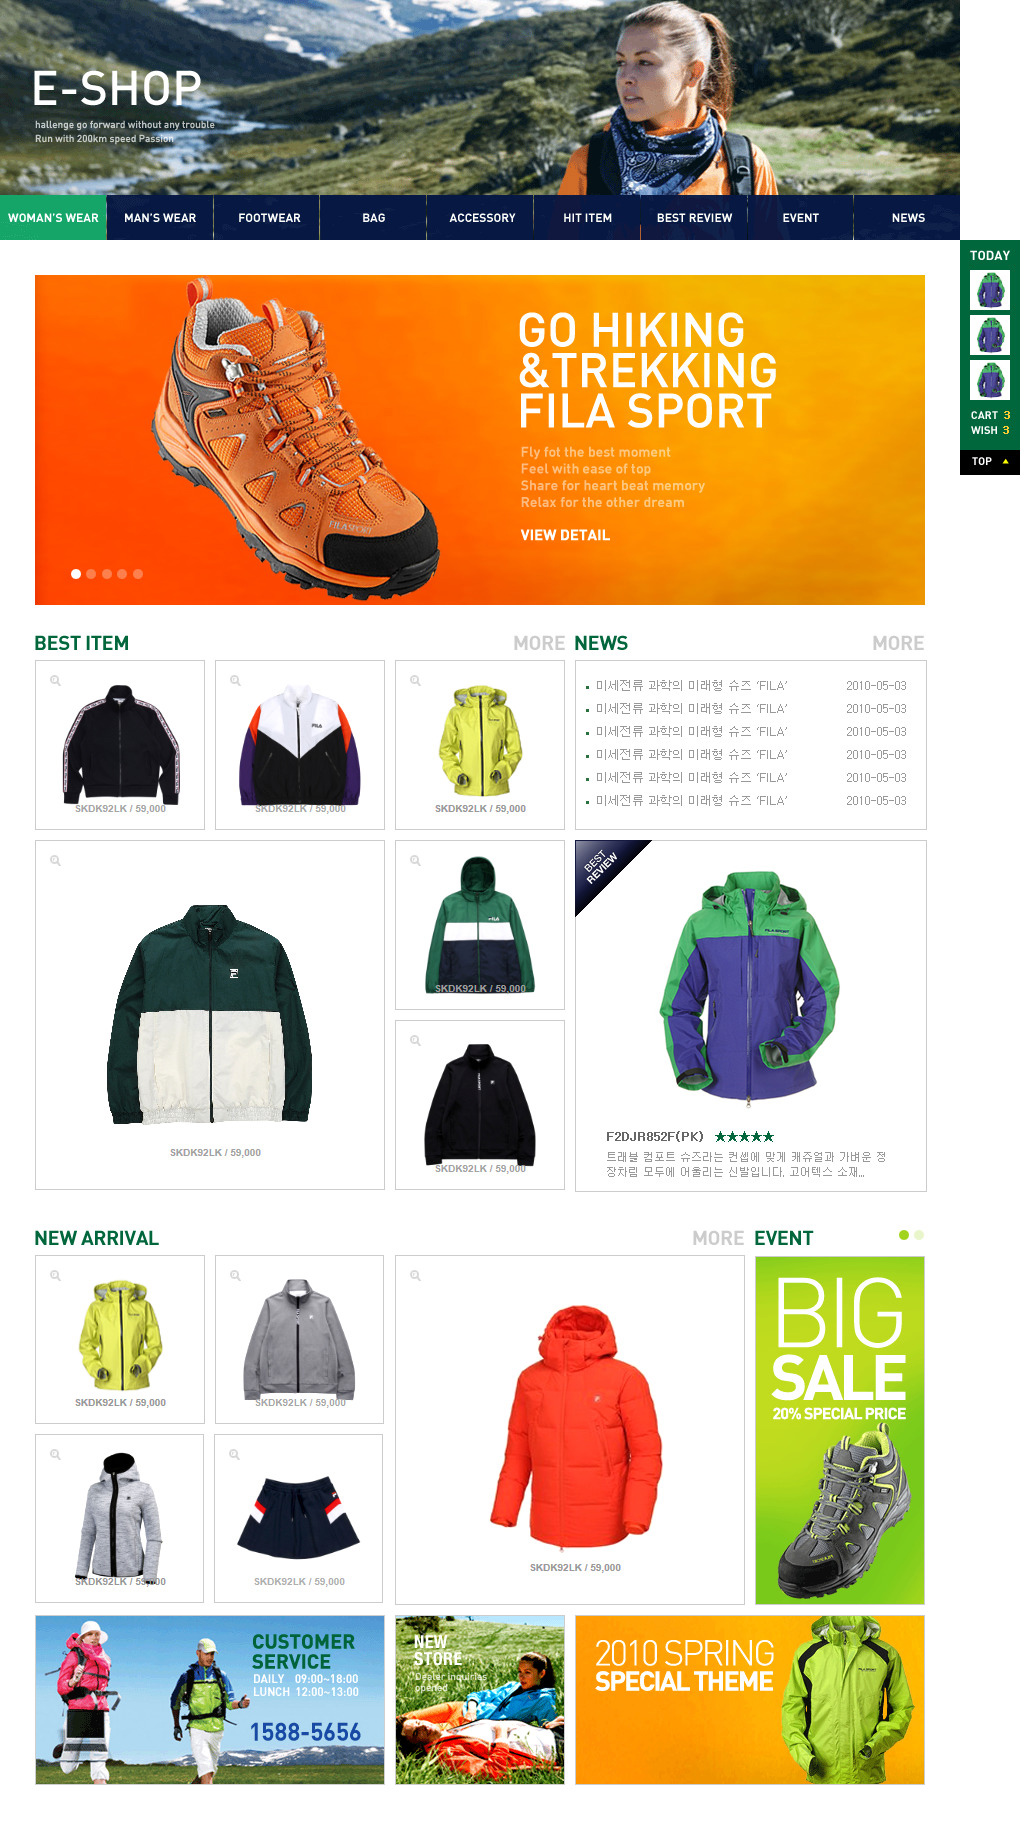 E-SHOP
hallenge go forward without any trouble
Run with 200km speed Passion
WOMAN'S WEAR MAN'S WEAR FOOTWEAR BAG ACCESSORY HIT ITEM BEST REVIEW EVENT NEWS
TODAY
CART 3
WISH 3
TOP
GO HIKING
&TREKKING
FILA SPORT
Fly fot the best moment
Feel with ease of top
Share for heart beat memory
Relax for the other dream
VIEW DETAIL
FILASPORT
BEST ITEM MORE
SKDK92LK / 59,000
FILA
SKDK92LK / 59,000
SKDK92LK / 59,000
SKDK92LK / 59,000
FILA
SKDK92LK / 59,000
SKDK92LK / 59,000
NEWS MORE
미세전류 과학의 미래형 슈즈 'FILA' 2010-05-03
미세전류 과학의 미래형 슈즈 'FILA' 2010-05-03
미세전류 과학의 미래형 슈즈 'FILA' 2010-05-03
미세전류 과학의 미래형 슈즈 'FILA' 2010-05-03
미세전류 과학의 미래형 슈즈 'FILA' 2010-05-03
미세전류 과학의 미래형 슈즈 'FILA' 2010-05-03
BEST
REVIEW
FILA SPORT
F2DJR852F(PK) ★★★★★
트래블 컴포트 슈즈라는 컨셉에 맞게 캐쥬얼과 가벼운 정
장차림 모두에 어울리는 신발입니다. 고어텍스 소재...
NEW ARRIVAL MORE
SKDK92LK / 59,000
SKDK92LK / 59,000
SKDK92LK / 59,000
SKDK92LK / 59,000
SKDK92LK / 59,000
EVENT
BIG
SALE
20% SPECIAL PRICE
CUSTOMER
SERVICE
DAILY 09:00~18:00
LUNCH 12:00~13:00
1588-5656
NEW
STORE
Dealer inquiries
opened
2010 SPRING
SPECIAL THEME